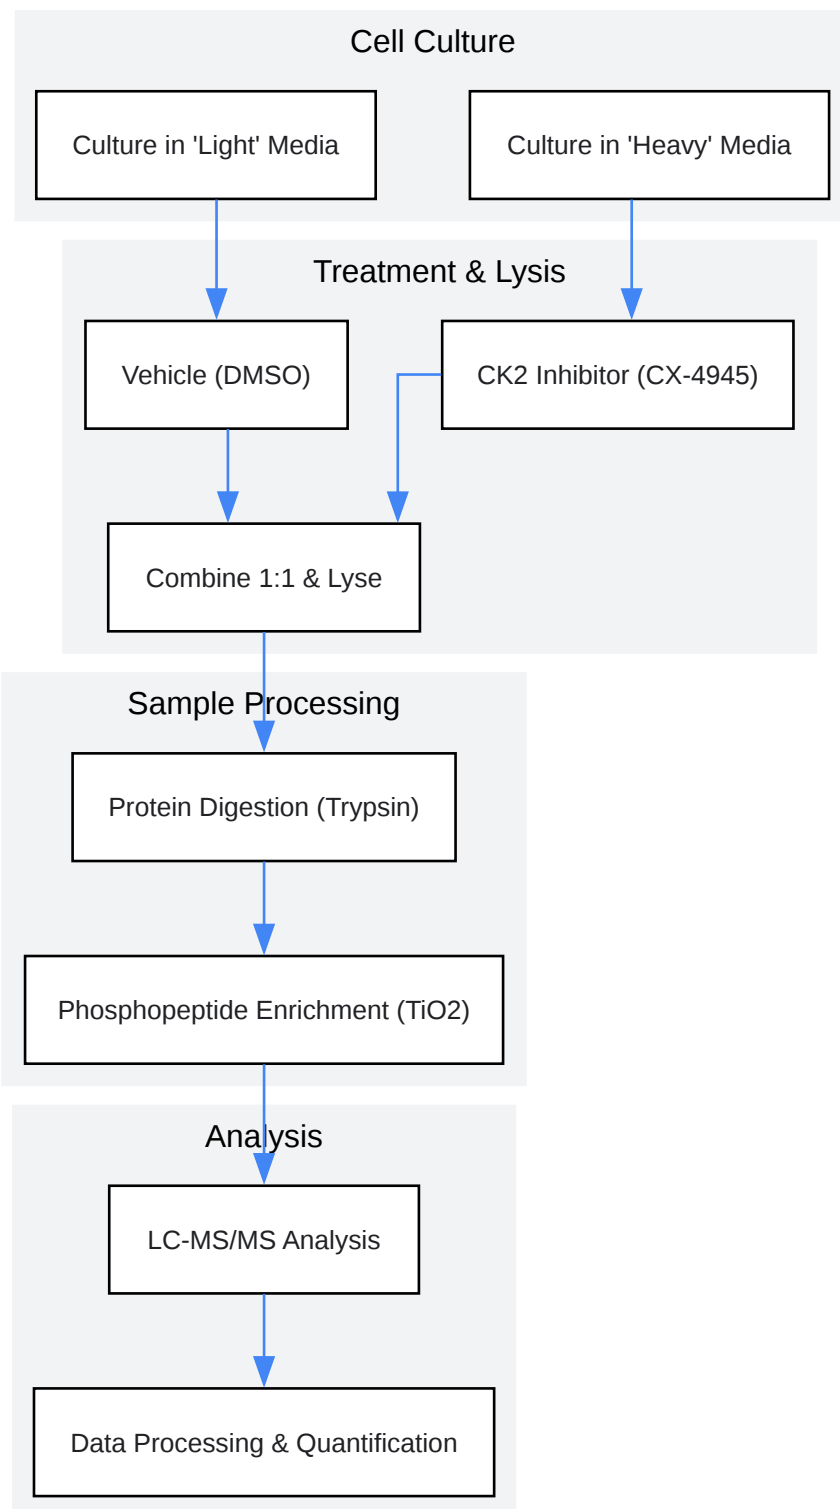 Cell Culture
Culture in 'Light' Media
Culture in 'Heavy' Media
Treatment & Lysis
Vehicle (DMSO)
CK2 Inhibitor (CX-4945)
Combine 1:1 & Lyse
Sample Processing
Protein Digestion (Trypsin)
Phosphopeptide Enrichment (TiO2)
Analysis
LC-MS/MS Analysis
Data Processing & Quantification